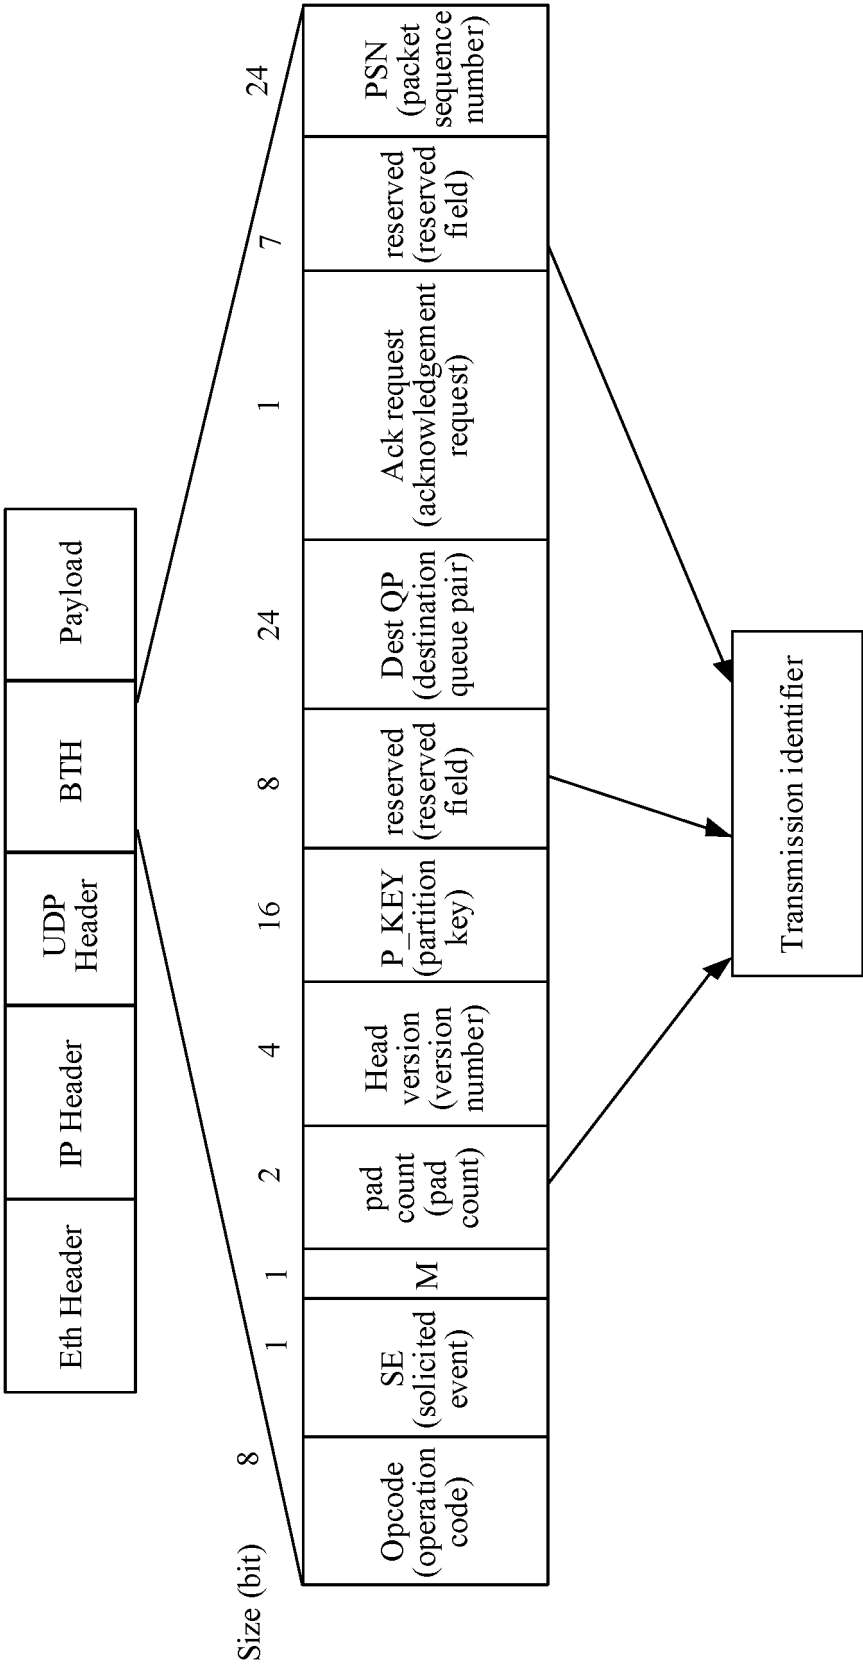 Eth Header
IP Header
UDP
Header
BTH
Payload
Size (bit)
8
1
1
2
4
16
8
24
1
7
24
Opcode
(operation
code)
SE
(solicited
event)
M
pad
count
(pad
count)
Head
version
(version
number)
P_KEY
(partition
key)
reserved
(reserved
field)
Dest QP
(destination
queue pair)
Ack request
(acknowledgement
request)
reserved
(reserved
field)
PSN
(packet
sequence
number)
Transmission identifier